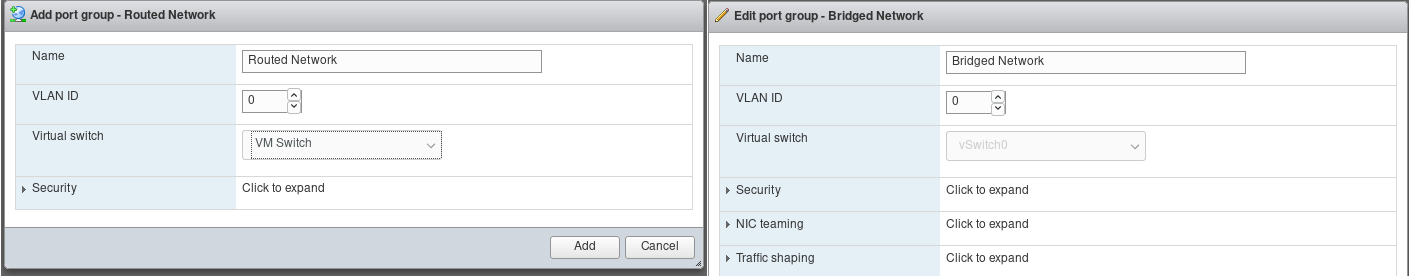 Add port group - Routed Network
Name
Routed Network
VLAN ID
0
Virtual switch
VM Switch
Security
Click to expand
Add
Cancel
Edit port group - Bridged Network
Name
Bridged Network
VLAN ID
0
Virtual switch
vSwitch0
Security
Click to expand
NIC teaming
Click to expand
Traffic shaping
Click to expand